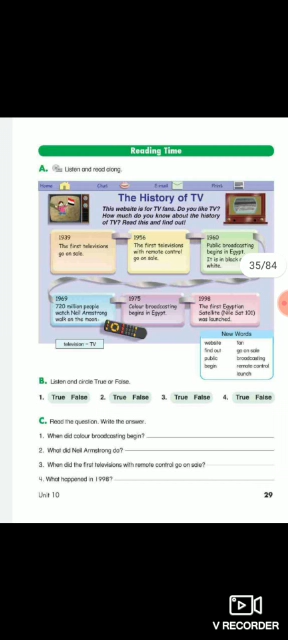 Reading Time
A. Listen and read along.
Home Chat E-mail Print
The History of TV
This website is for TV fans. Do you like TV?
How much do you know about the history
of TV? Read this and find out!
1939
The first televisions
go on sale.
1956
The first televisions
with remote control
go on sale.
1960
Public broadcasting
begins in Egypt.
It is in black
white.
35/84
1969
720 million people
watch Neil Armstrong
walk on the moon.
1975
Colour broadcasting
begins in Egypt.
1998
The first Egyptian
Satellite (Nile Sat 101)
was launched.
television - TV
New Words
website fan
find out go on sale
public broadcasting
begin remote control
launch
B. Listen and circle True or False.
1. True False 2. True False 3. True False 4. True False
C. Read the question. Write the answer.
1. When did colour broadcasting begin?
2. What did Neil Armstrong do?
3. When did the first televisions with remote control go on sale?
4. What happened in 1998?
Unit 10 29
V RECORDER